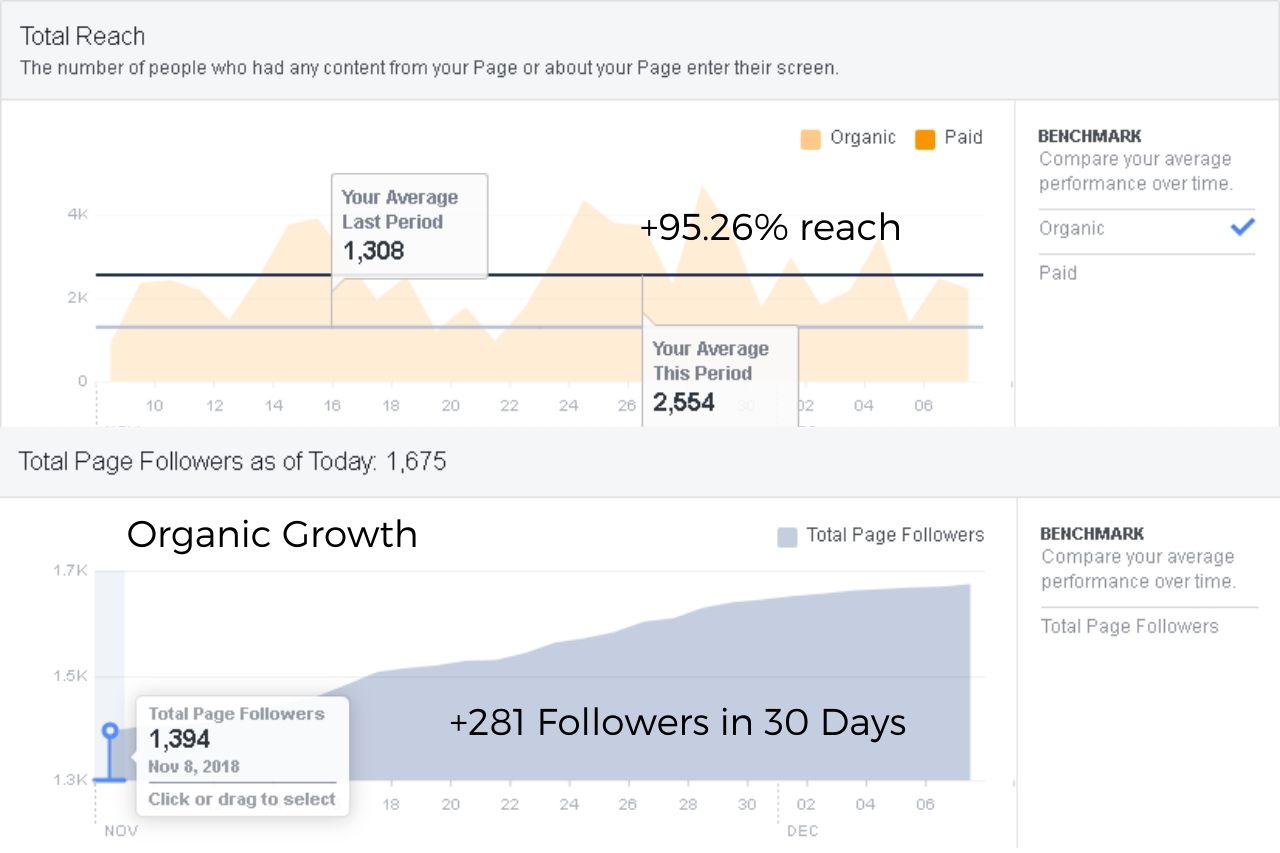 Total Reach
The number of people who had any content from your Page or about your Page enter their screen.
Organic Paid
BENCHMARK
Compare your average
performance over time.
Organic
Paid
4K
2K
0
Your Average
Last Period
1,308
+95.26% reach
Your Average
This Period
2,554
10 12 14 16 18 20 22 24 26 30 02 04 06
Total Page Followers as of Today: 1,675
Organic Growth
Total Page Followers
BENCHMARK
Compare your average
performance over time.
Total Page Followers
1.7K
1.5K
1.3K
Total Page Followers
1,394
Nov 8, 2018
Click or drag to select
+281 Followers in 30 Days
18 20 22 24 26 28 30 02 04 06
NOV DEC